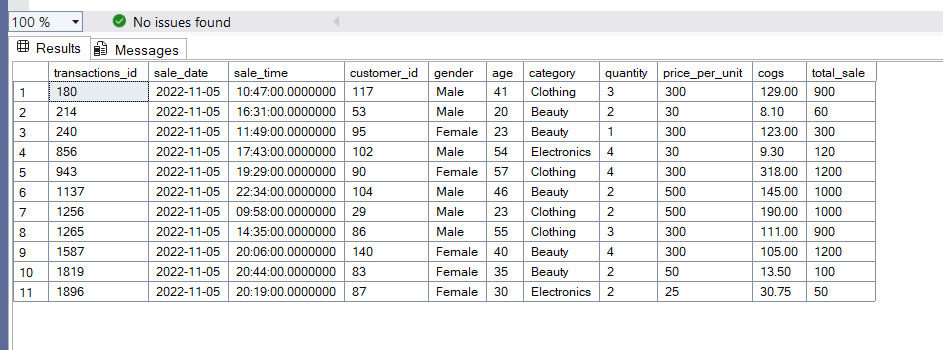 100 % No issues found
Results Messages
transactions_id sale_date sale_time customer_id gender age category quantity price_per_unit cogs total_sale
1 180 2022-11-05 10:47:00.0000000 117 Male 41 Clothing 3 300 129.00 900
2 214 2022-11-05 16:31:00.0000000 53 Male 20 Beauty 2 30 8.10 60
3 240 2022-11-05 11:49:00.0000000 95 Female 23 Beauty 1 300 123.00 300
4 856 2022-11-05 17:43:00.0000000 102 Male 54 Electronics 4 30 9.30 120
5 943 2022-11-05 19:29:00.0000000 90 Female 57 Clothing 4 300 318.00 1200
6 1137 2022-11-05 22:34:00.0000000 104 Male 46 Beauty 2 500 145.00 1000
7 1256 2022-11-05 09:58:00.0000000 29 Male 23 Clothing 2 500 190.00 1000
8 1265 2022-11-05 14:35:00.0000000 86 Male 55 Clothing 3 300 111.00 900
9 1587 2022-11-05 20:06:00.0000000 140 Female 40 Beauty 4 300 105.00 1200
10 1819 2022-11-05 20:44:00.0000000 83 Female 35 Beauty 2 50 13.50 100
11 1896 2022-11-05 20:19:00.0000000 87 Female 30 Electronics 2 25 30.75 50